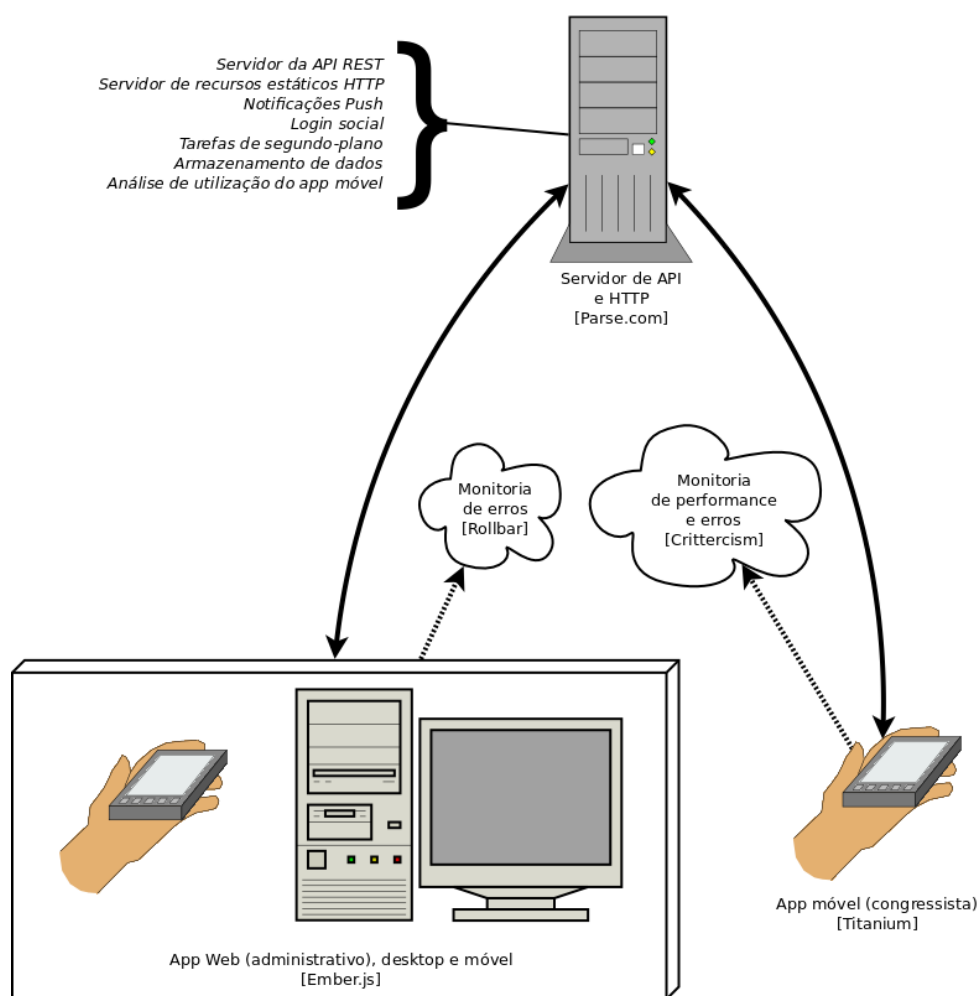 Servidor da API REST
Servidor de recursos estáticos HTTP
Notificações Push
Login social
Tarefas de segundo-plano
Armazenamento de dados
Análise de utilização do app móvel
Servidor de API
e HTTP
[Parse.com]
Monitoria
de erros
[Rollbar]
Monitoria
de performance
e erros
[Crittercism]
App móvel (congressista)
[Titanium]
App Web (administrativo), desktop e móvel
[Ember.js]